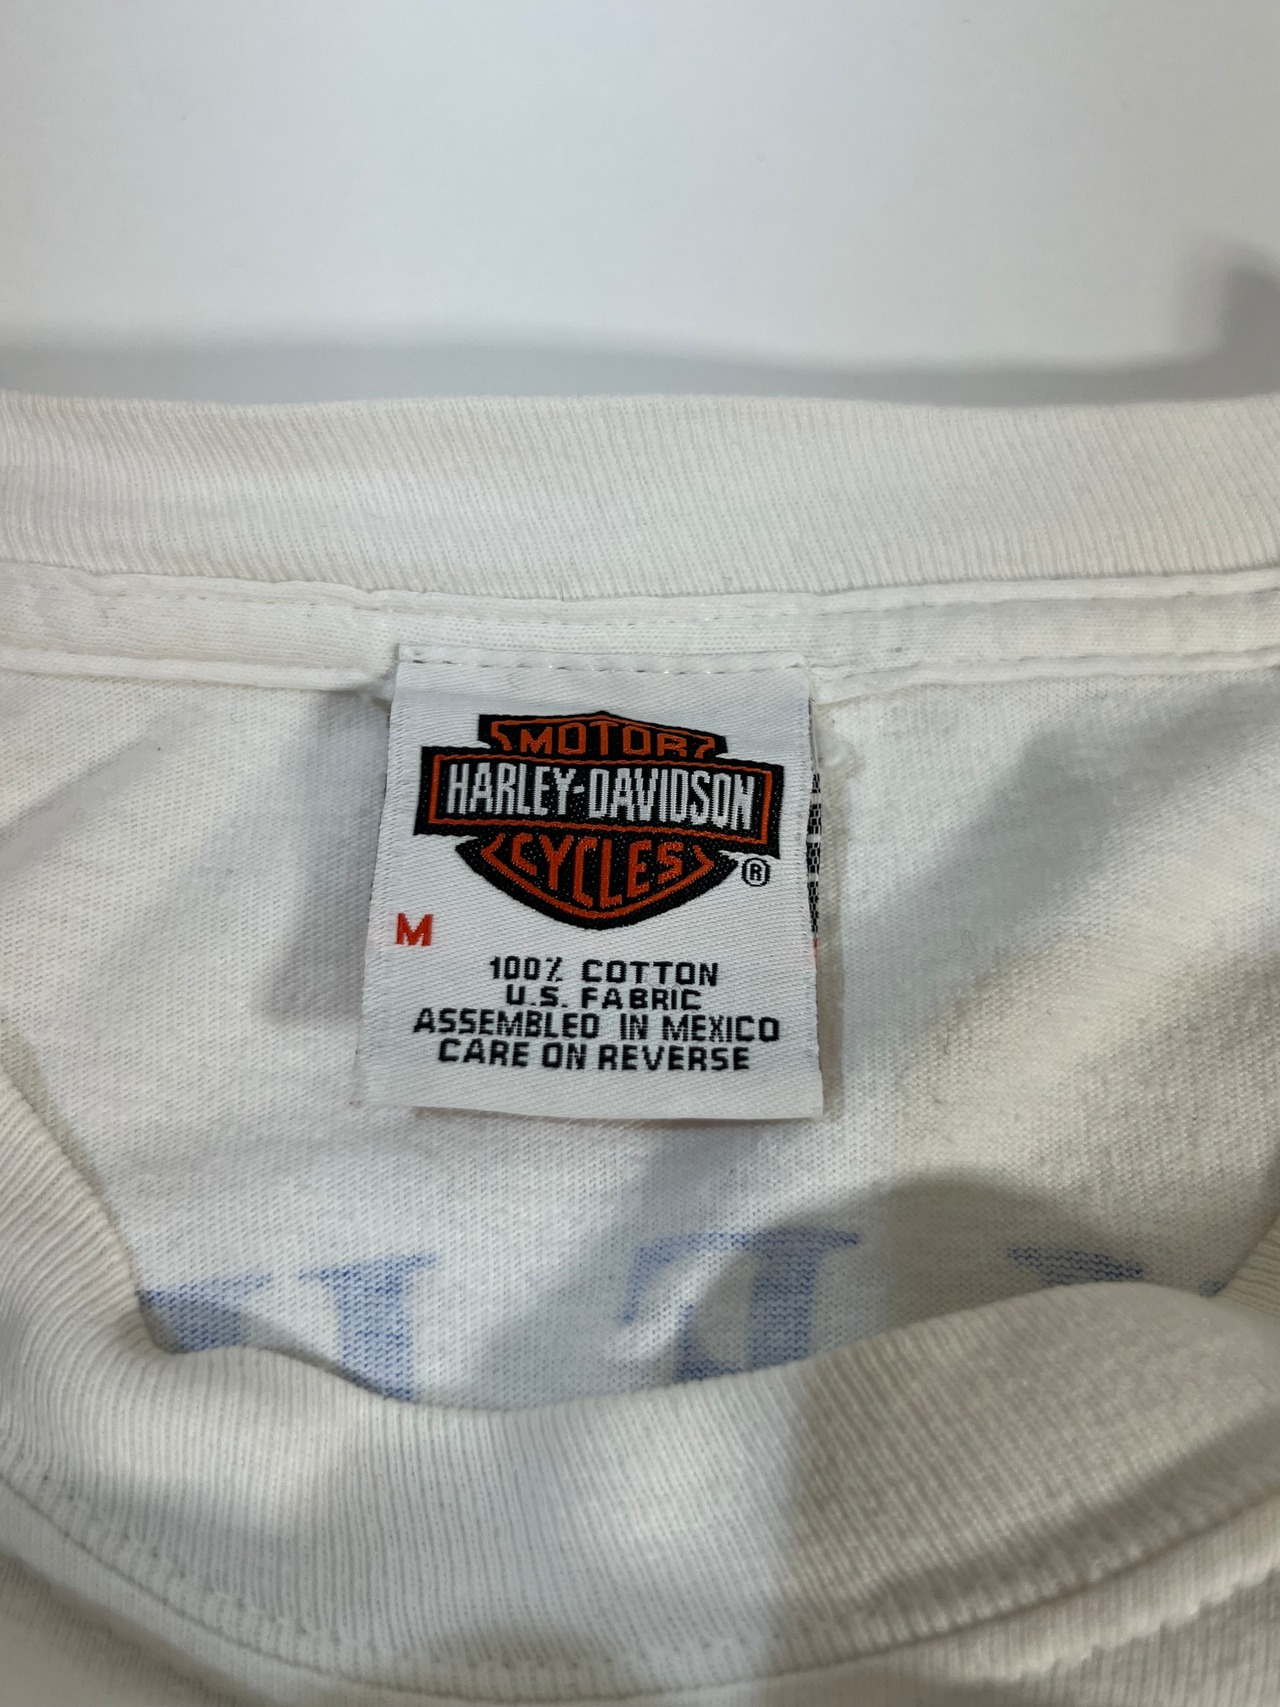 MOTOR
HARLEY-DAVIDSON
CYCLES
®
M
100% COTTON
U.S. FABRIC
ASSEMBLED IN MEXICO
CARE ON REVERSE